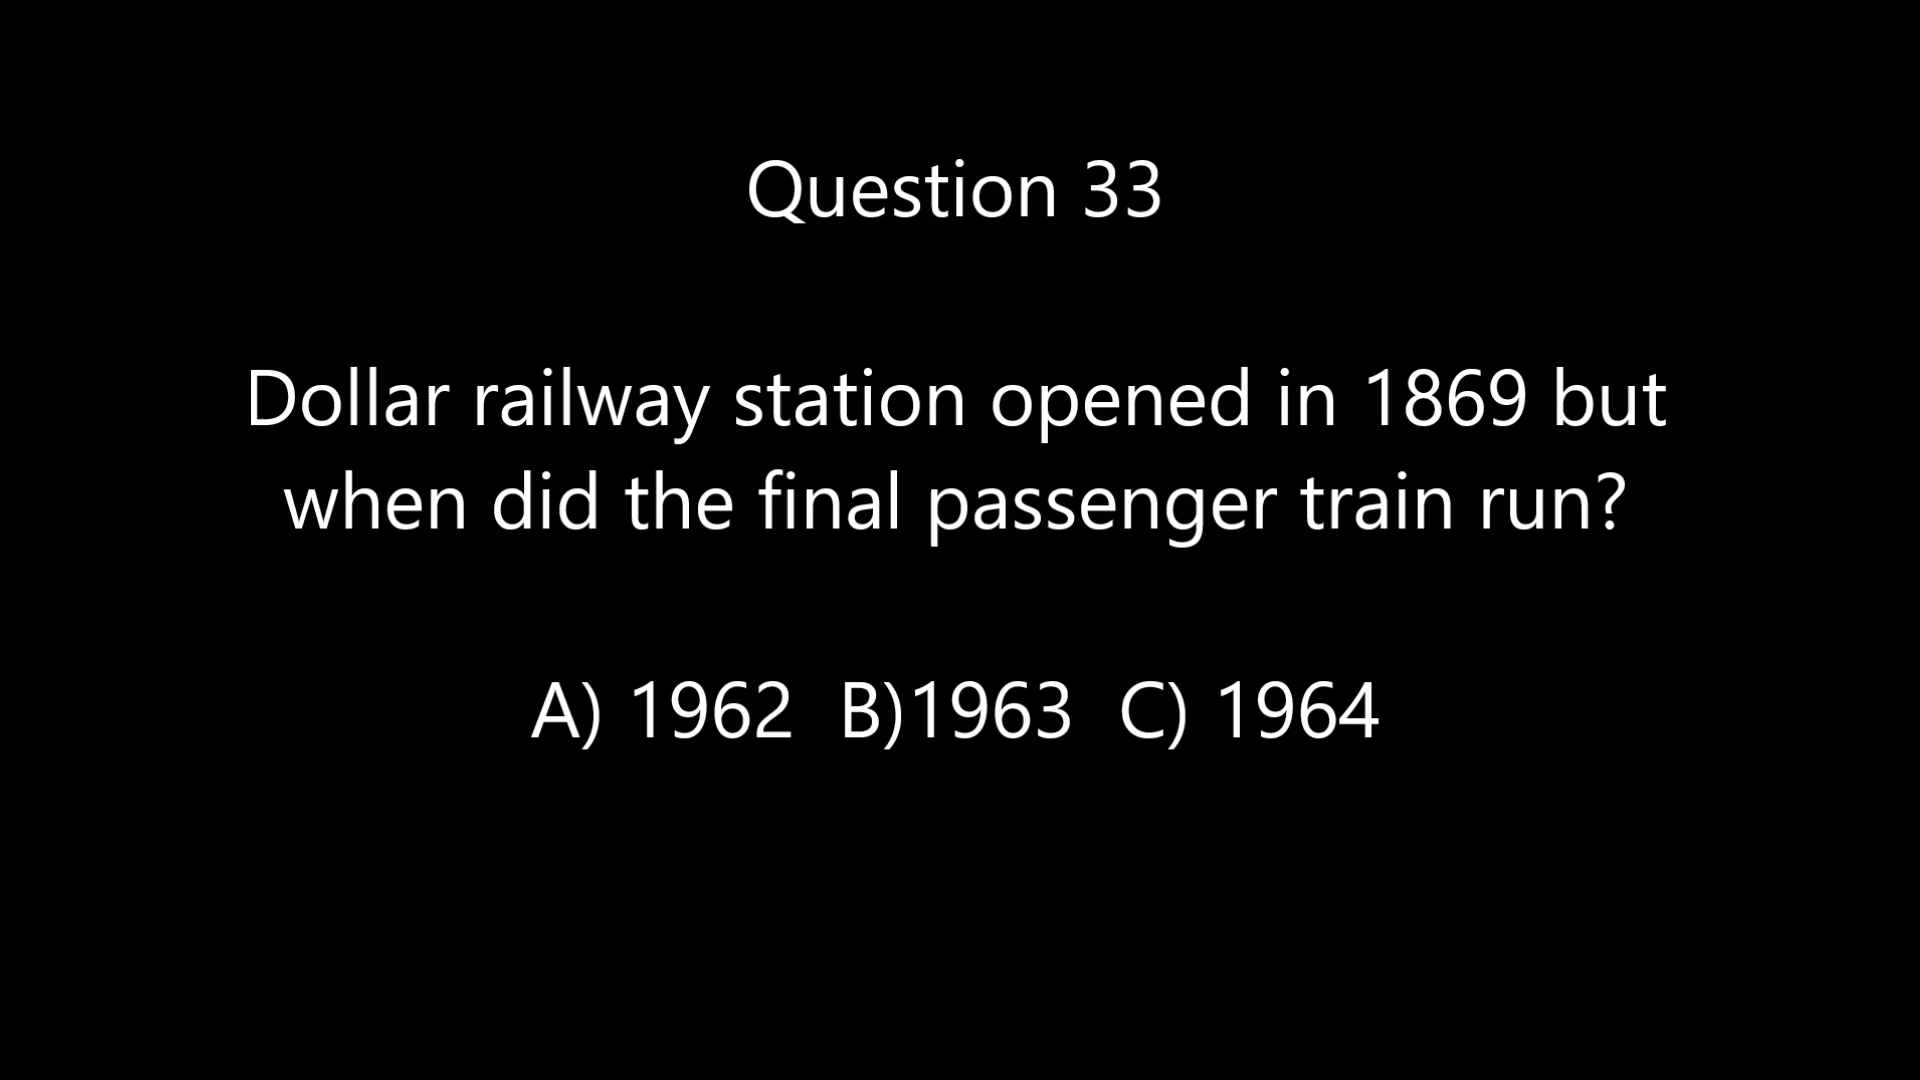 Question 33
Dollar railway station opened in 1869 but
when did the final passenger train run?
A) 1962  B)1963  C) 1964